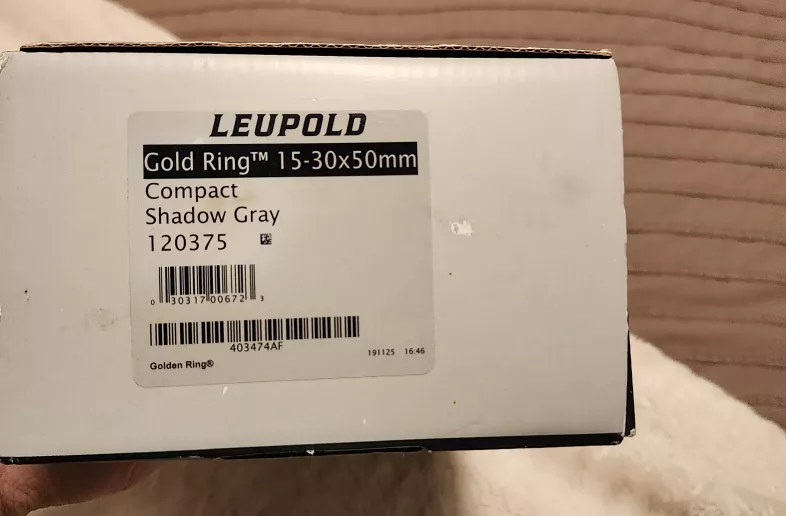 LEUPOLD
Gold Ring™ 15-30x50mm
Compact
Shadow Gray
120375
0 30317 00672 3
403474AF
191125 16:46
Golden Ring®